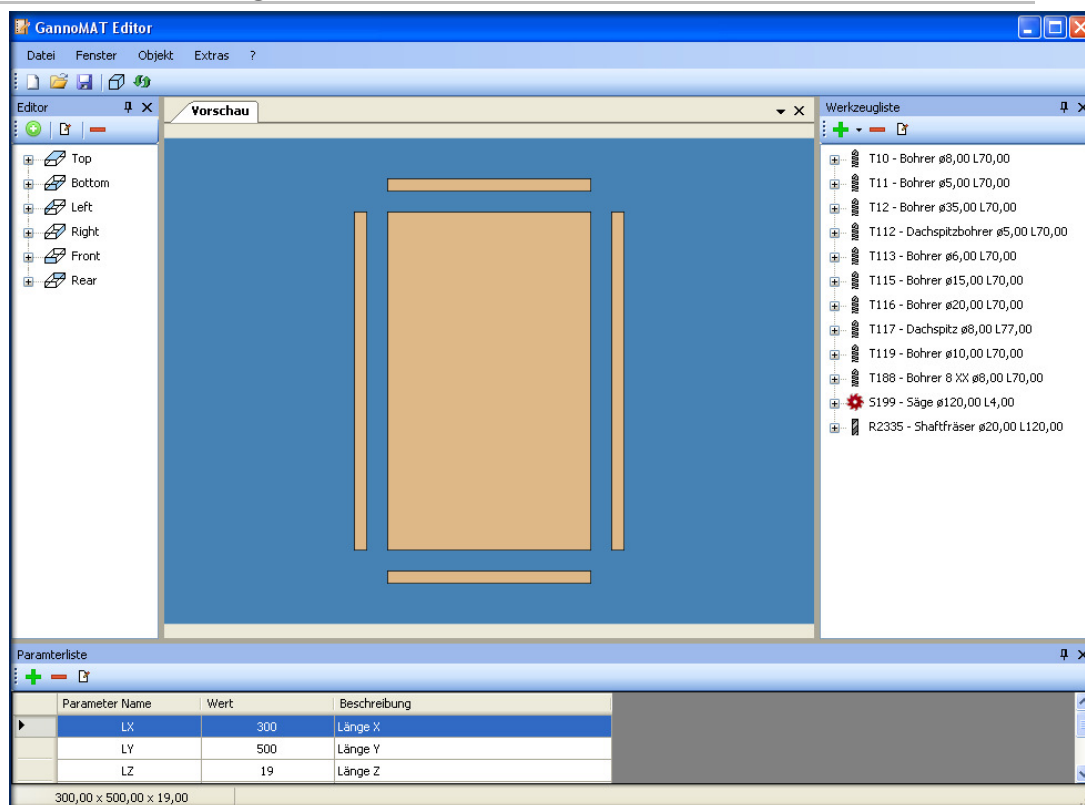 GannoMAT Editor
Datei Fenster Objekt Extras ?
Editor
Vorschau
Werkzeugliste
Top
Bottom
Left
Right
Front
Rear
T10 - Bohrer ø8,00 L70,00
T11 - Bohrer ø5,00 L70,00
T12 - Bohrer ø35,00 L70,00
T112 - Dachspitzbohrer ø5,00 L70,00
T113 - Bohrer ø6,00 L70,00
T115 - Bohrer ø15,00 L70,00
T116 - Bohrer ø20,00 L70,00
T117 - Dachspitz ø8,00 L77,00
T119 - Bohrer ø10,00 L70,00
T188 - Bohrer 8 XX ø8,00 L70,00
S199 - Säge ø120,00 L4,00
R2335 - Shaftfräser ø20,00 L120,00
Paramterliste
Parameter Name Wert Beschreibung
LX 300 Länge X
LY 500 Länge Y
LZ 19 Länge Z
300,00 x 500,00 x 19,00